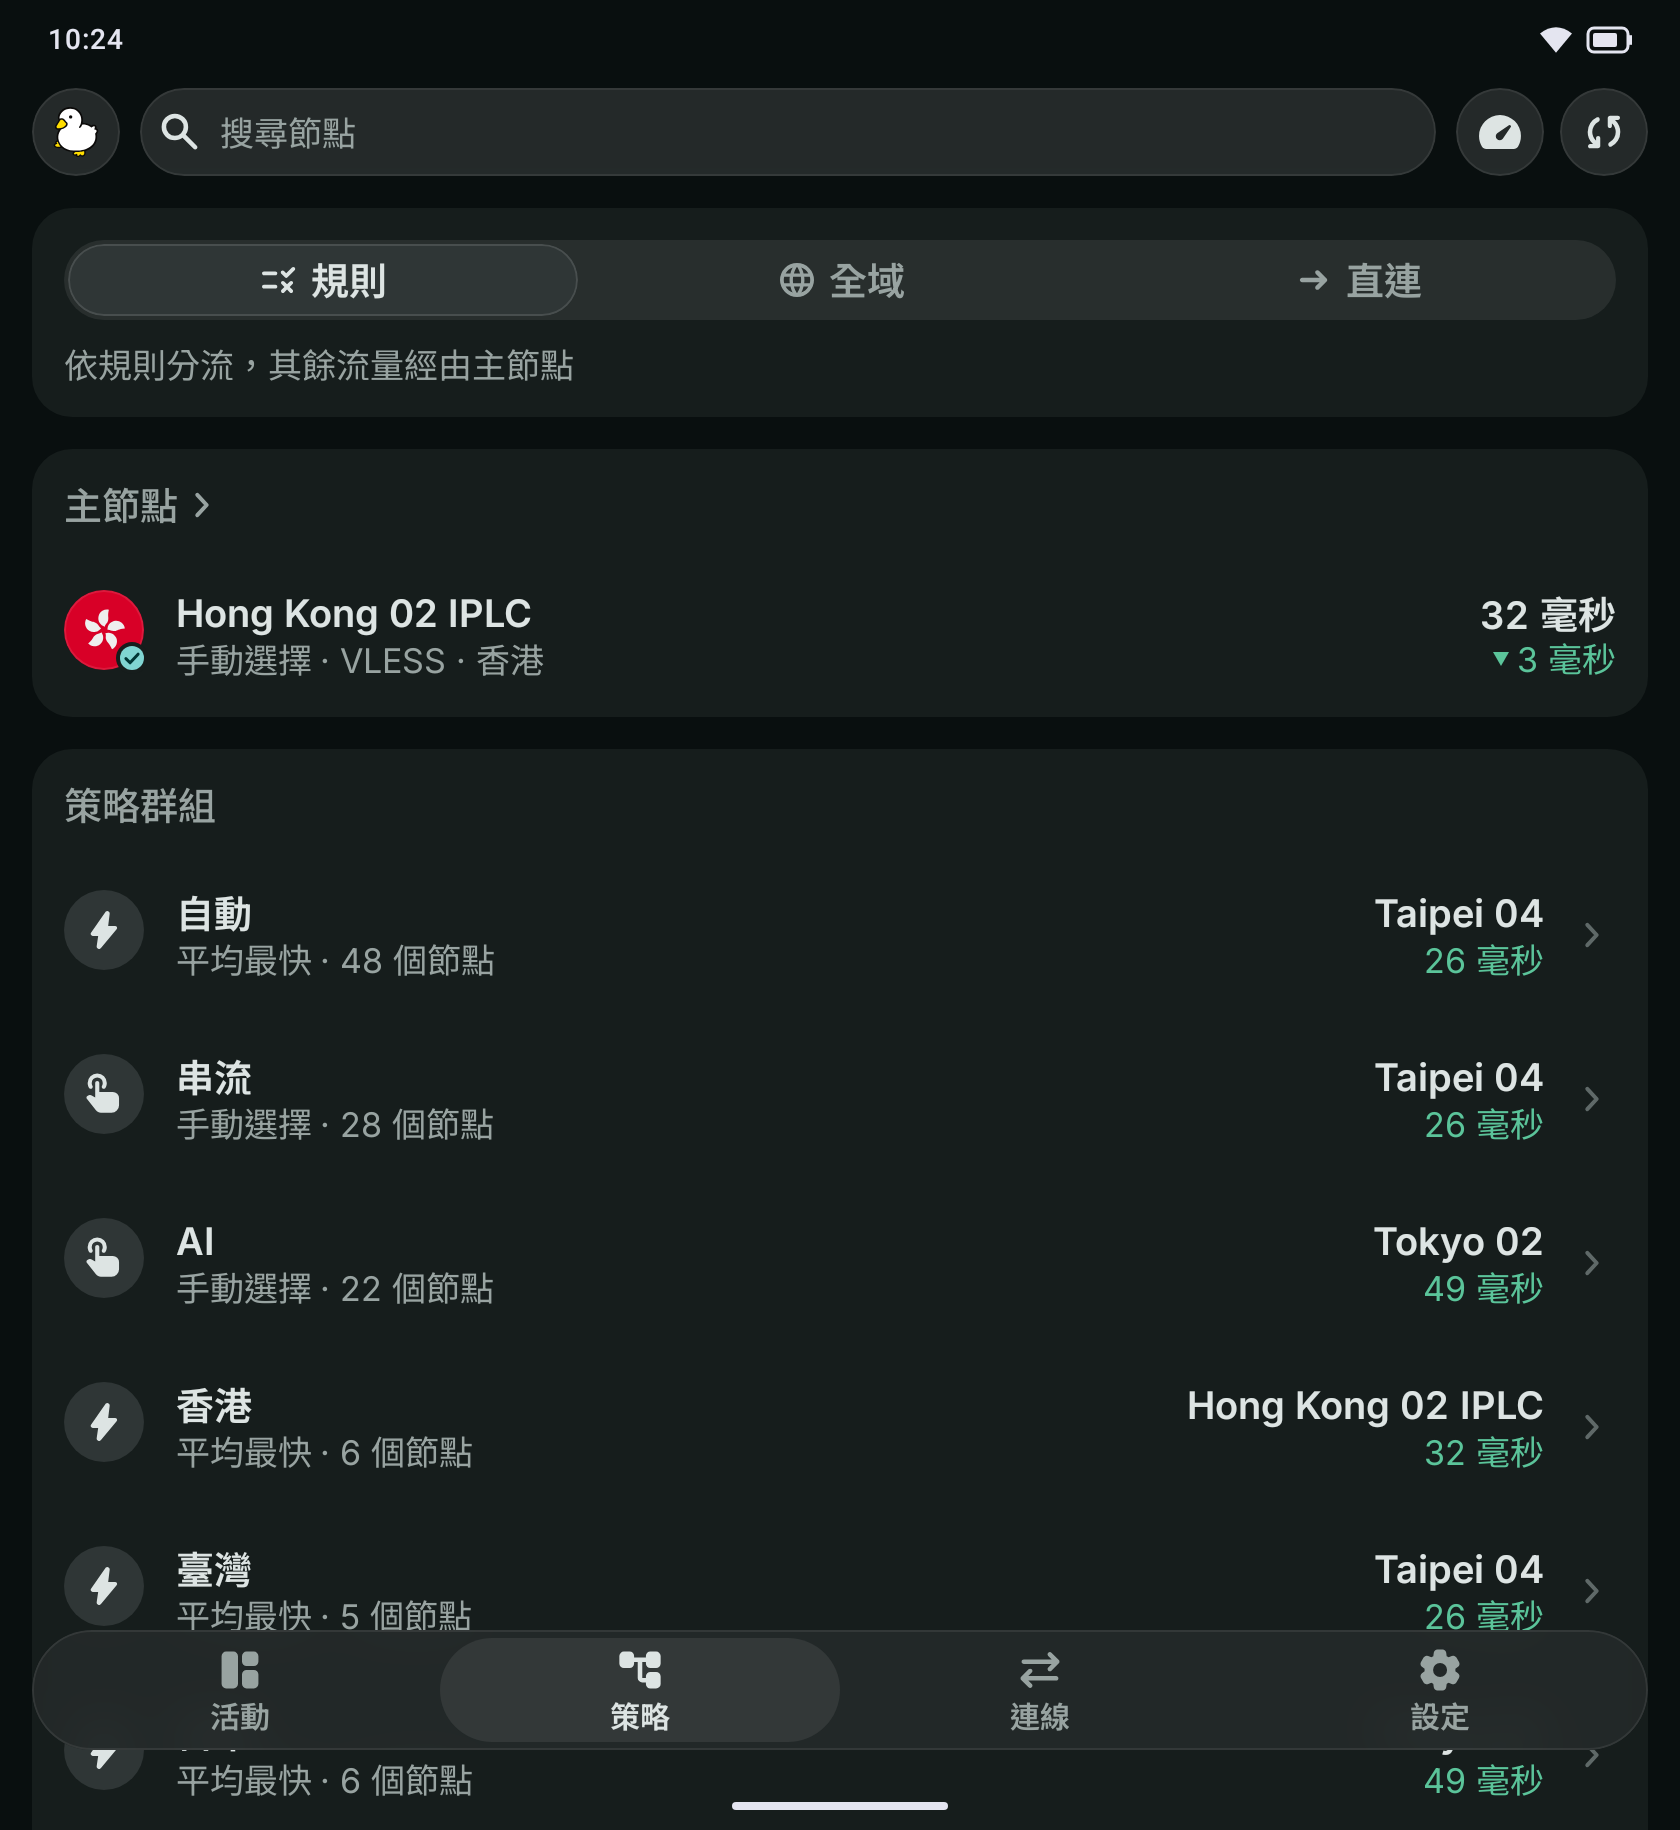 10:24
搜尋節點
規則
全域
直連
依規則分流，其餘流量經由主節點
主節點
Hong Kong 02 IPLC
32 毫秒
手動選擇 · VLESS · 香港
▼3 毫秒
策略群組
自動
Taipei 04
平均最快 · 48 個節點
26 毫秒
串流
Taipei 04
手動選擇 · 28 個節點
26 毫秒
AI
Tokyo 02
手動選擇 · 22 個節點
49 毫秒
香港
Hong Kong 02 IPLC
平均最快 · 6 個節點
32 毫秒
臺灣
Taipei 04
平均最快 · 5 個節點
26 毫秒
活動
策略
連線
設定
平均最快 · 6 個節點
49 毫秒